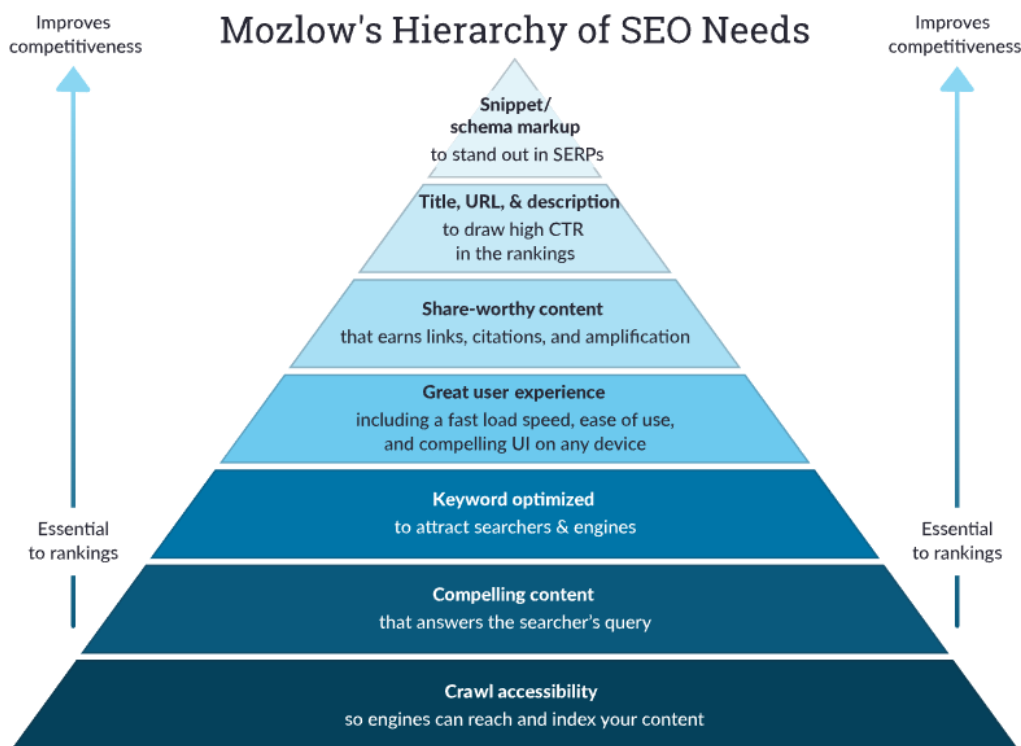 Mozlow's Hierarchy of SEO Needs
Improves
competitiveness
Improves
competitiveness
Snippet/
schema markup
to stand out in SERPs
Title, URL, & description
to draw high CTR
in the rankings
Share-worthy content
that earns links, citations, and amplification
Great user experience
including a fast load speed, ease of use,
and compelling UI on any device
Keyword optimized
to attract searchers & engines
Essential
to rankings
Essential
to rankings
Compelling content
that answers the searcher's query
Crawl accessibility
so engines can reach and index your content